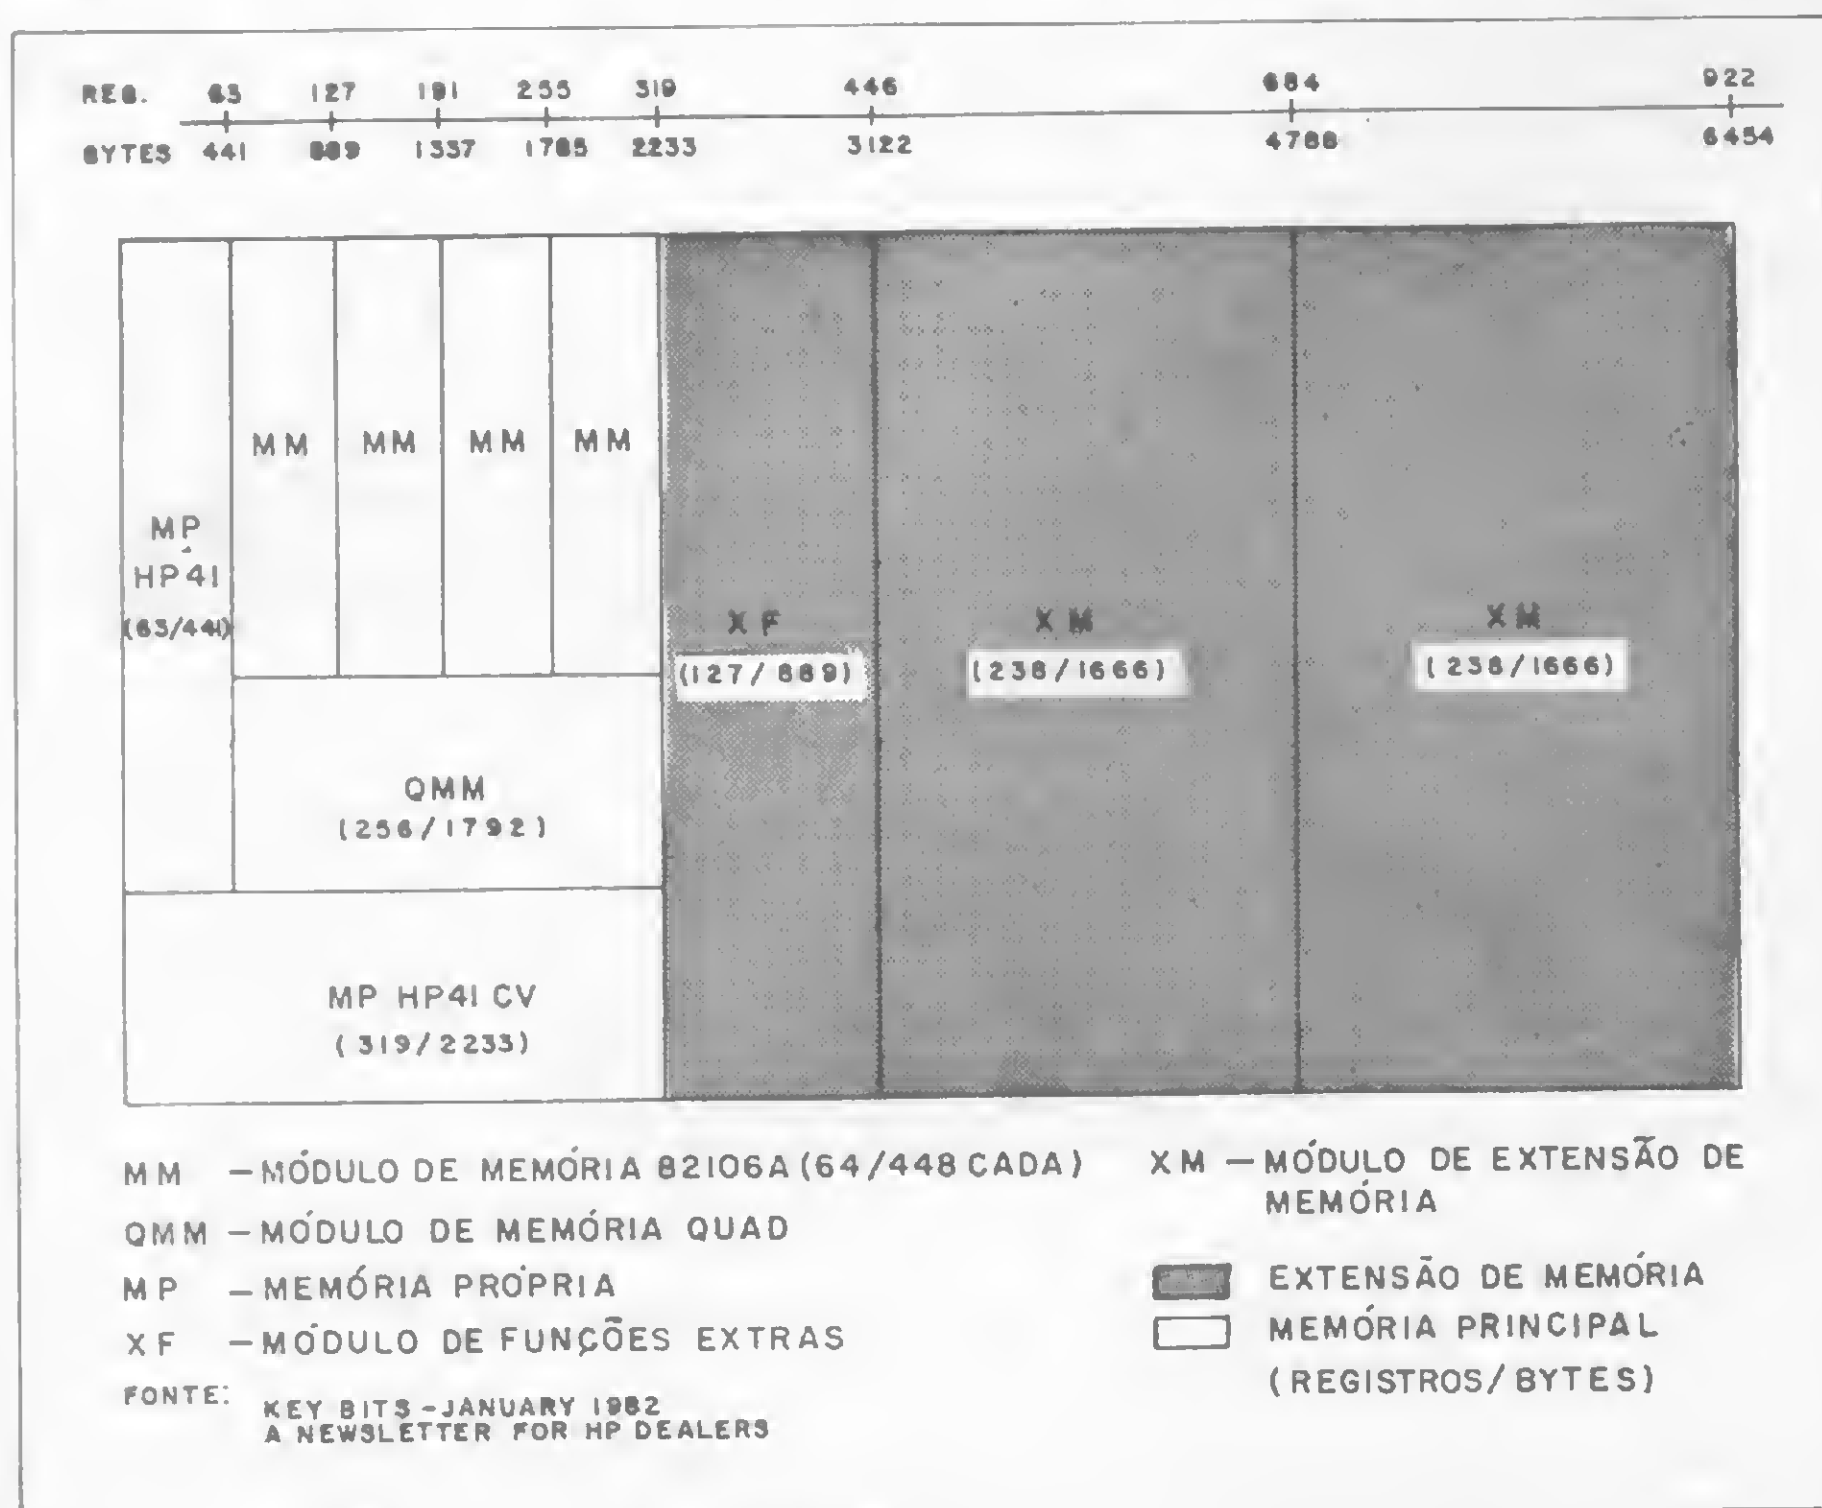 REG. 63 127 191 255 319 446 684 922
BYTES 441 889 1337 1785 2233 3122 4788 6454
MM MM MM MM
MP
HP41
(63/441)
XF XM XM
(127/889) (238/1666) (238/1666)
QMM
(256/1792)
MP HP41 CV
(319/2233)
MM – MÓDULO DE MEMÓRIA 82106A (64/448 CADA)
QMM – MÓDULO DE MEMÓRIA QUAD
MP – MEMÓRIA PRÓPRIA
XF – MÓDULO DE FUNÇÕES EXTRAS
FONTE: KEY BITS - JANUARY 1982
A NEWSLETTER FOR HP DEALERS
XM – MÓDULO DE EXTENSÃO DE
MEMÓRIA
EXTENSÃO DE MEMÓRIA
MEMÓRIA PRINCIPAL
(REGISTROS/BYTES)